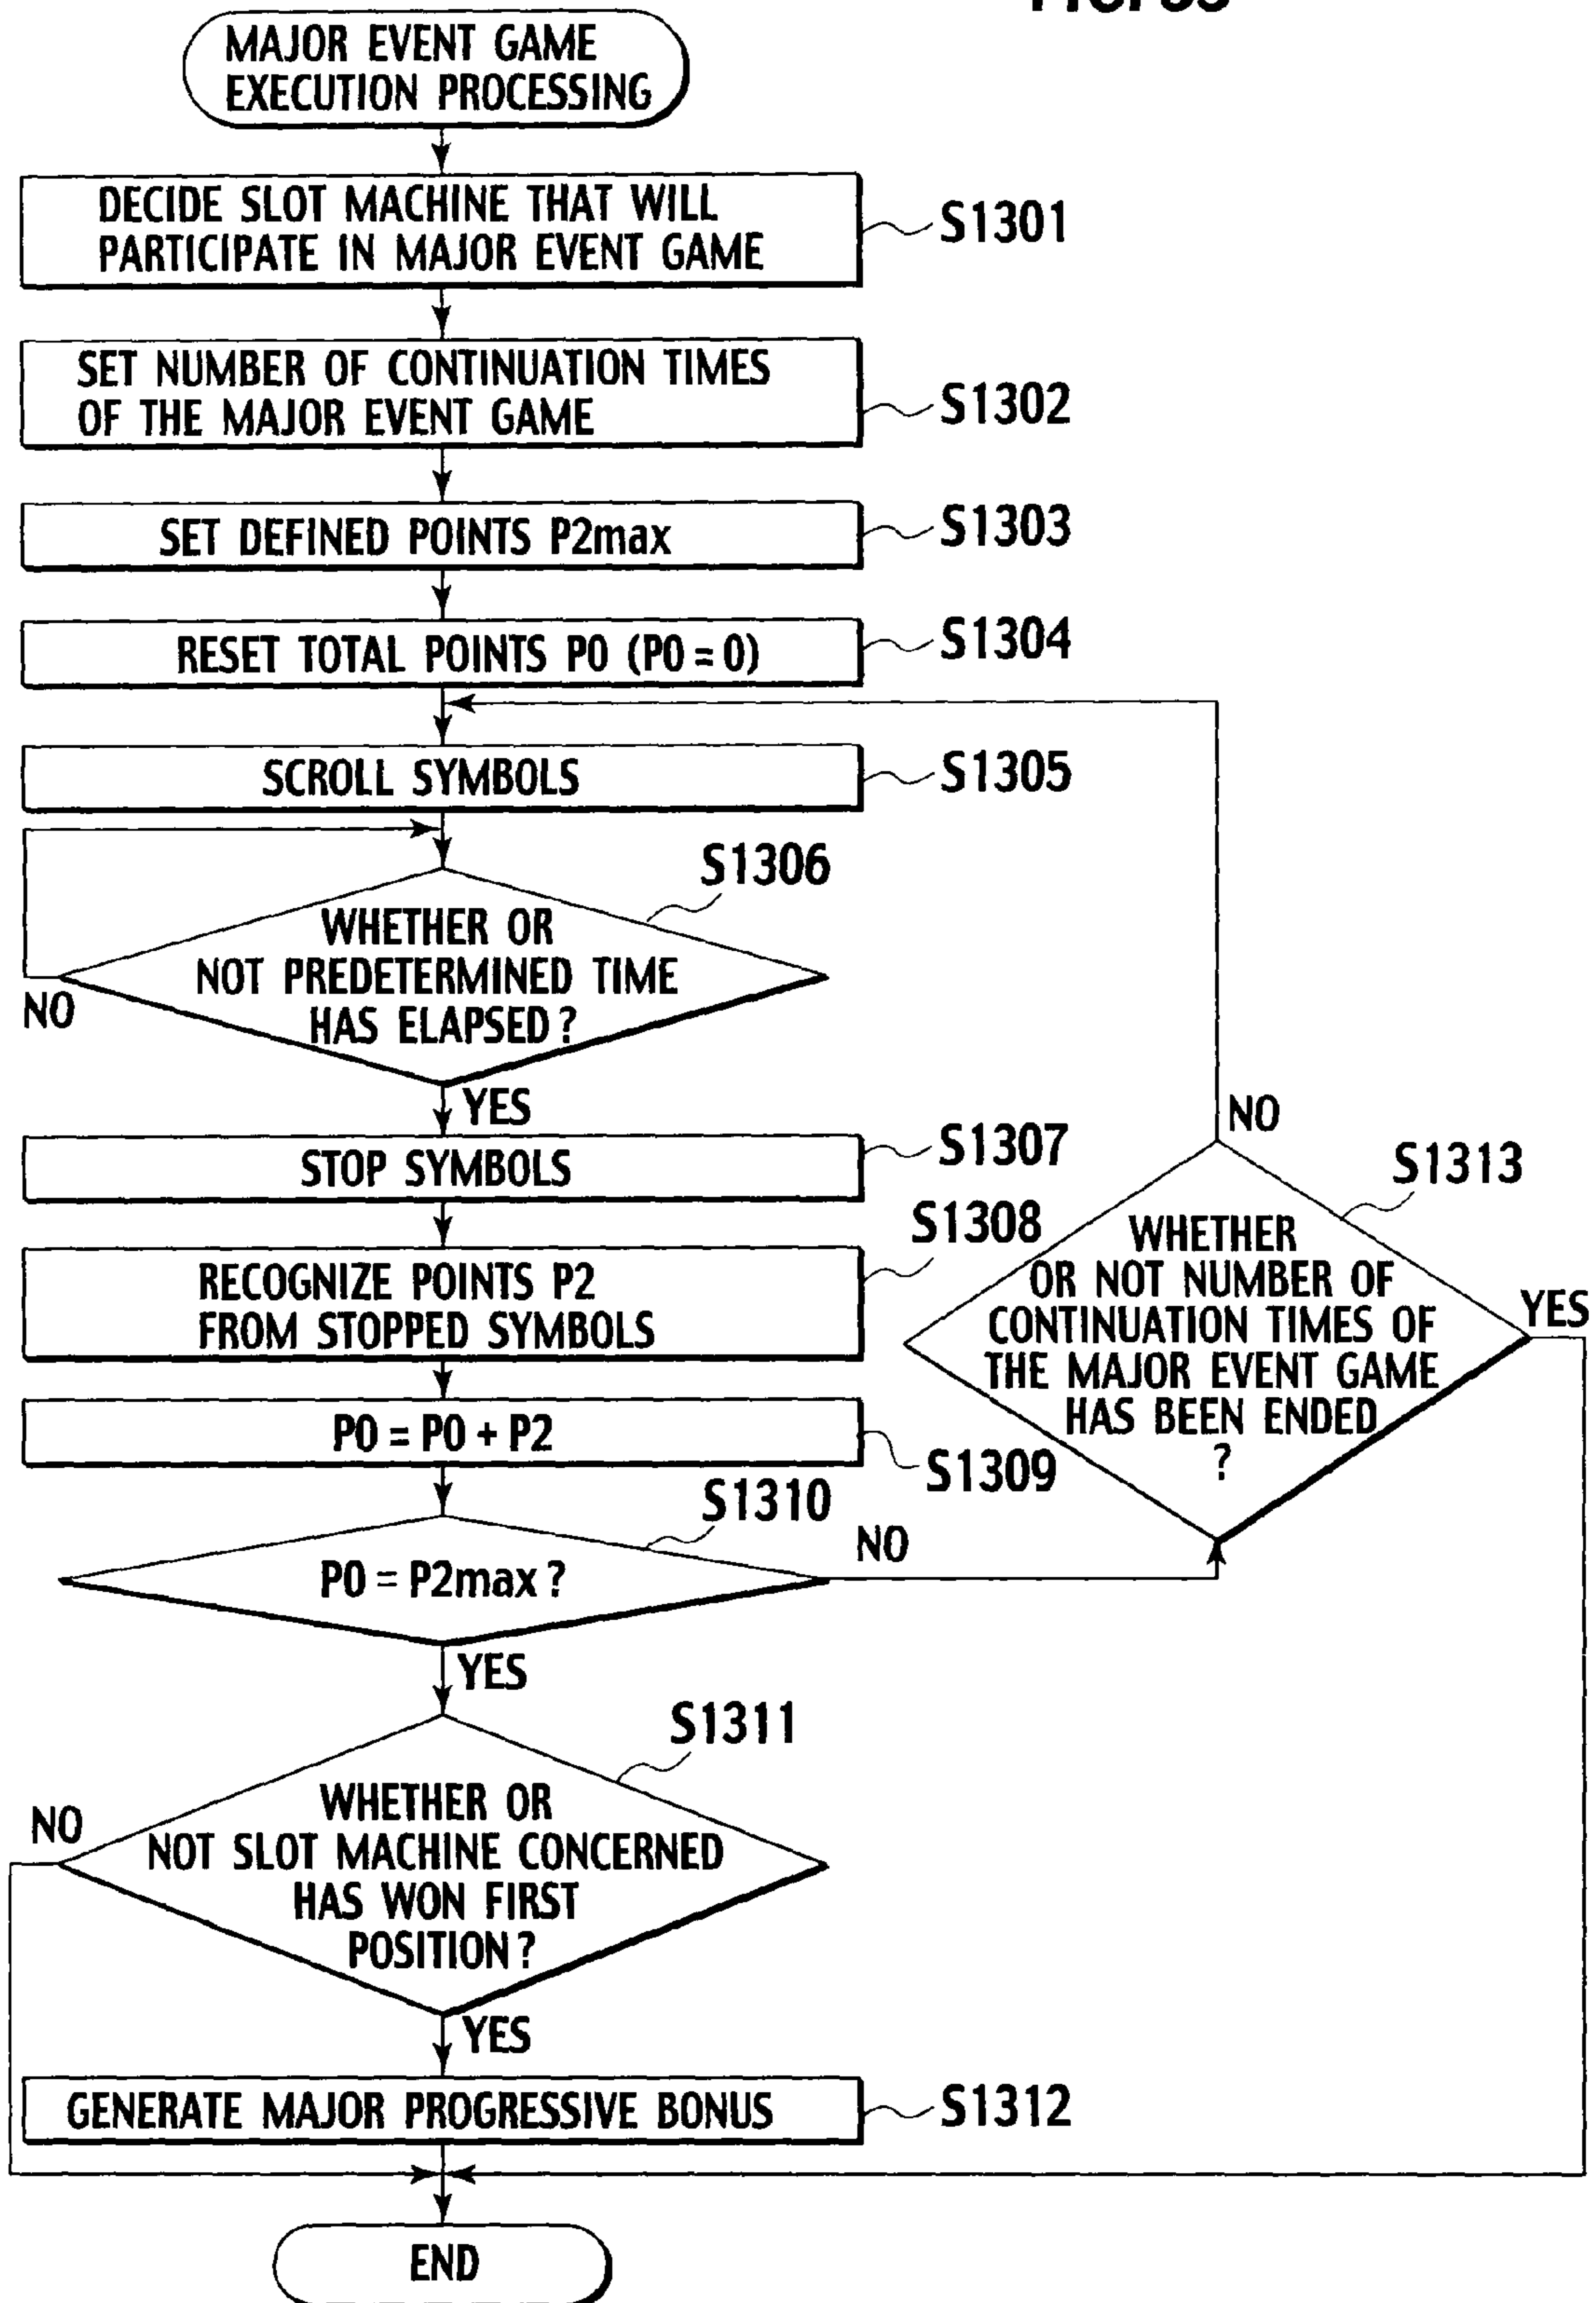 MAJOR EVENT GAME
EXECUTION PROCESSING
DECIDE SLOT MACHINE THAT WILL
PARTICIPATE IN MAJOR EVENT GAME
S1301
SET NUMBER OF CONTINUATION TIMES
OF THE MAJOR EVENT GAME
S1302
SET DEFINED POINTS P2max
S1303
RESET TOTAL POINTS P0 (P0 = 0)
S1304
SCROLL SYMBOLS
S1305
S1306
WHETHER OR
NOT PREDETERMINED TIME
HAS ELAPSED ?
NO
YES
STOP SYMBOLS
S1307
RECOGNIZE POINTS P2
FROM STOPPED SYMBOLS
S1308
P0 = P0 + P2
S1309
S1310
P0 = P2max ?
NO
YES
NO
S1313
WHETHER
OR NOT NUMBER OF
CONTINUATION TIMES OF
THE MAJOR EVENT GAME
HAS BEEN ENDED
?
YES
S1311
WHETHER OR
NOT SLOT MACHINE CONCERNED
HAS WON FIRST
POSITION ?
NO
YES
GENERATE MAJOR PROGRESSIVE BONUS
S1312
END